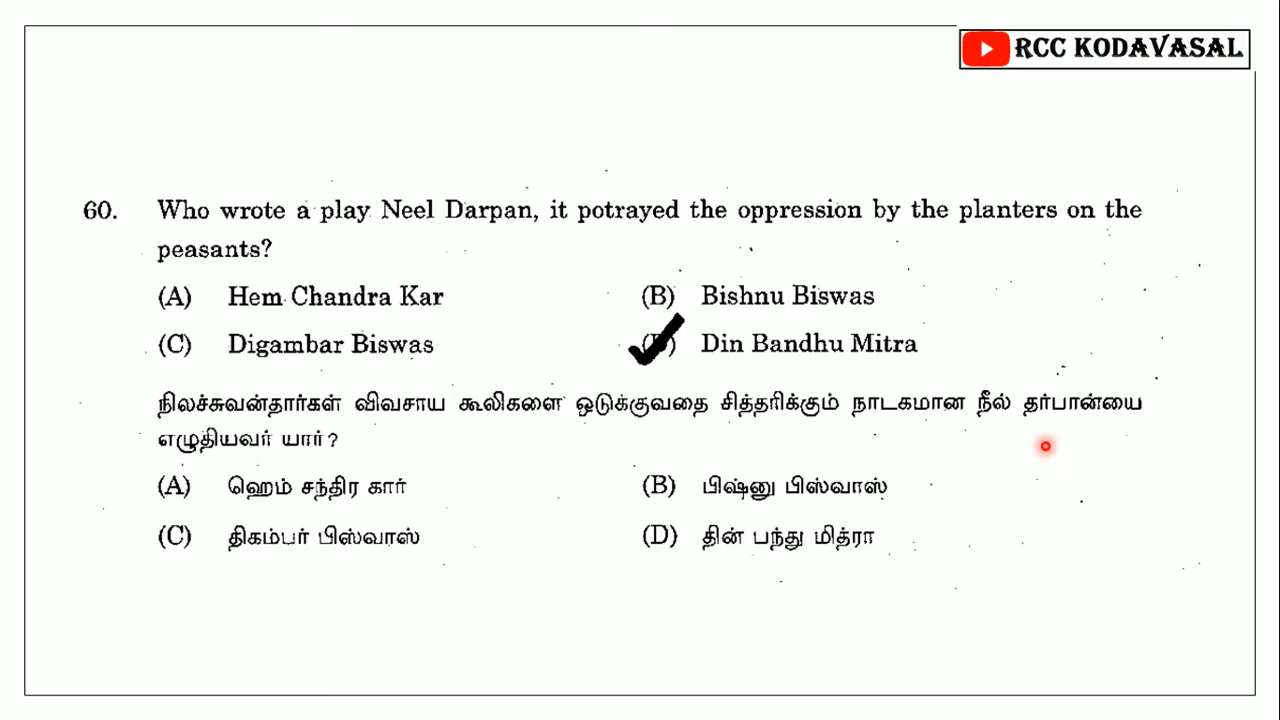 RCC KODAVASAL
60. Who wrote a play Neel Darpan, it potrayed the oppression by the planters on the
peasants?
(A) Hem Chandra Kar (B) Bishnu Biswas
(C) Digambar Biswas (D) Din Bandhu Mitra
நிலச்சுவன்தார்கள் விவசாய கூலிகளை ஒடுக்குவதை சித்தரிக்கும் நாடகமான நீல் தர்பான்யை
எழுதியவர் யார்?
(A) ஹெம் சந்திர கார் (B) பிஷ்னு பிஸ்வாஸ்
(C) திகம்பர் பிஸ்வாஸ் (D) தின் பந்து மித்ரா